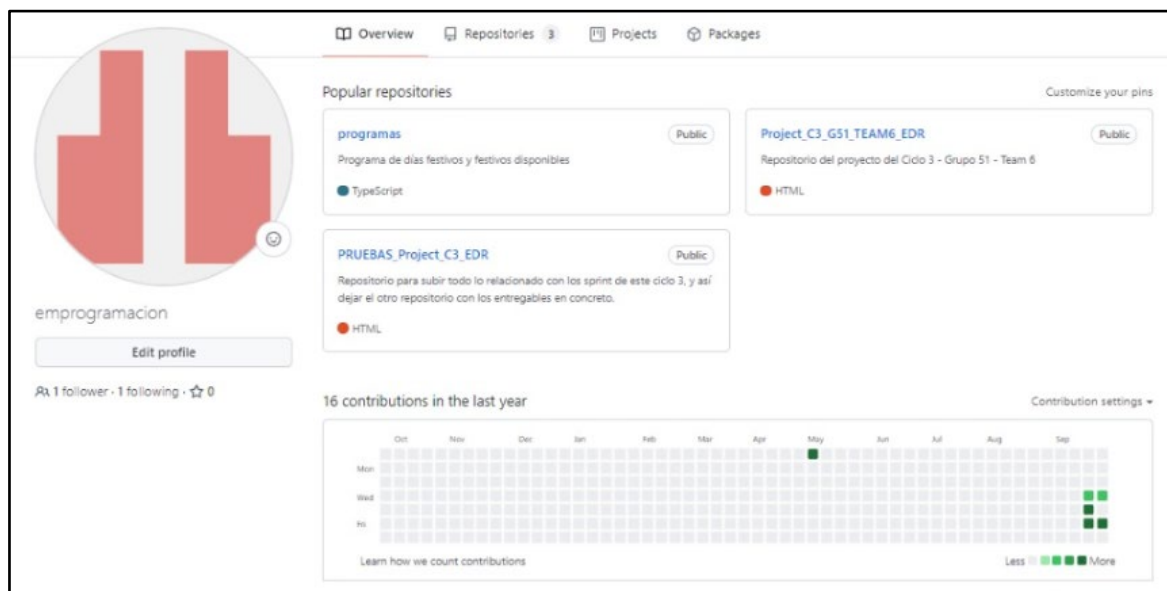 Overview Repositories 3 Projects Packages
Popular repositories Customize your pins
programas Public
Programa de días festivos y festivos disponibles
TypeScript
Project_C3_G51_TEAM6_EDR Public
Repositorio del proyecto del Ciclo 3 - Grupo 51 - Team 6
HTML
PRUEBAS_Project_C3_EDR Public
Repositorio para subir todo lo relacionado con los sprint de este ciclo 3, y así
dejar el otro repositorio con los entregables en concreto.
HTML
emprogramacion
Edit profile
1 follower · 1 following · 0
16 contributions in the last year Contribution settings
Oct Nov Dec Jan Feb Mar Apr May Jun Jul Aug Sep
Mon
Wed
Fri
Learn how we count contributions Less More